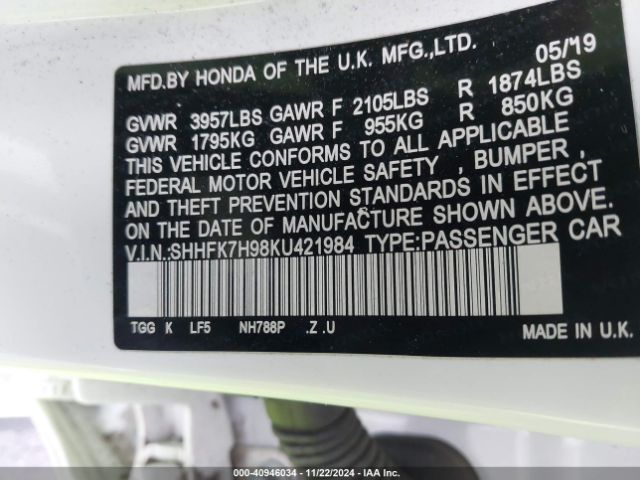 MFD.BY HONDA OF THE U.K. MFG.,LTD. 05/'19
GVWR 3957LBS GAWR F 2105LBS R 1874LBS
GVWR 1795KG GAWR F 955KG R 850KG
THIS VEHICLE CONFORMS TO ALL APPLICABLE
FEDERAL MOTOR VEHICLE SAFETY , BUMPER ,
AND THEFT PREVENTION STANDARDS IN EFFECT
ON THE DATE OF MANUFACTURE SHOWN ABOVE.
V.I.N.:SHHFK7H98KU421984 TYPE:PASSENGER CAR
TGG K LF5 NH788P .Z .U
MADE IN U.K.
000-40946034 - 11/22/2024 - IAA Inc.